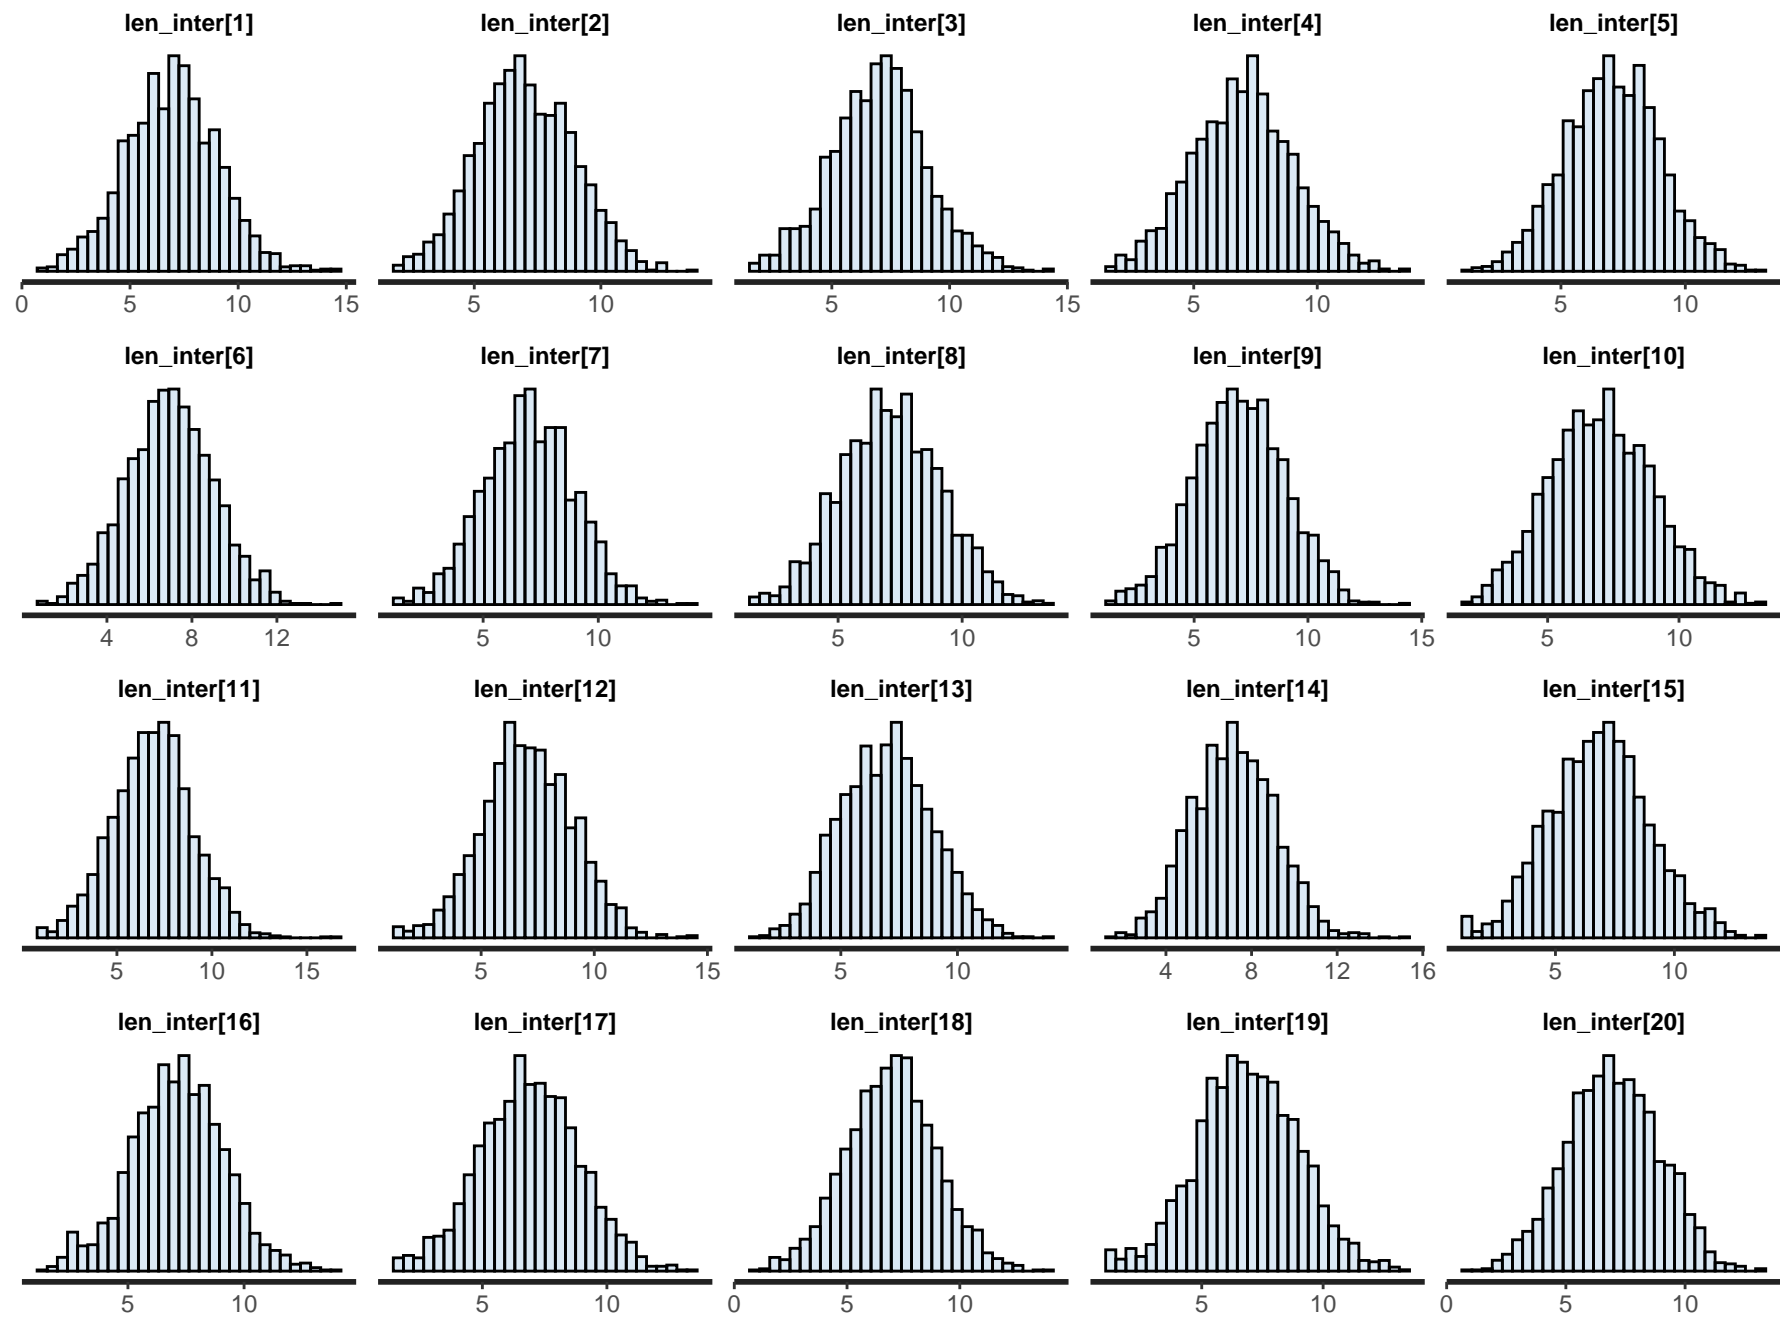 len_inter[1] len_inter[2] len_inter[3] len_inter[4] len_inter[5]
0 5 10 15 5 10 5 10 15 5 10 5 10
len_inter[6] len_inter[7] len_inter[8] len_inter[9] len_inter[10]
4 8 12 5 10 5 10 5 10 15 5 10
len_inter[11] len_inter[12] len_inter[13] len_inter[14] len_inter[15]
5 10 15 5 10 15 5 10 4 8 12 16 5 10
len_inter[16] len_inter[17] len_inter[18] len_inter[19] len_inter[20]
5 10 5 10 0 5 10 5 10 0 5 10